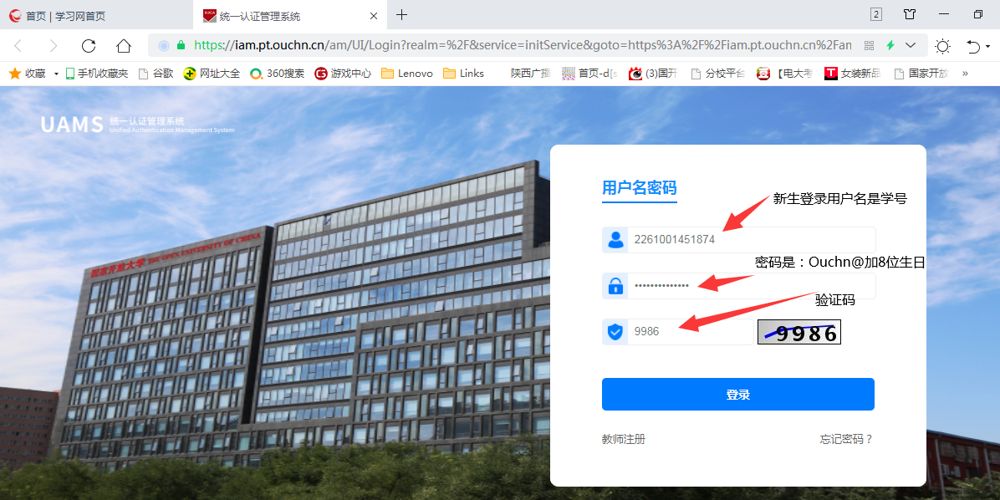 首页 | 学习网首页
统一认证管理系统
2
https://iam.pt.ouchn.cn/am/UI/Login?realm=%2F&service=initService&goto=https%3A%2F%2Fiam.pt.ouchn.cn%2Fan
收藏 手机收藏夹 谷歌 网址大全 360搜索 游戏中心 Lenovo Links 陕西广播 首页-d[s (3)国开 分校平台 【电大考 女装新品 国家开放 »
UAMS 统一认证管理系统
Unified Authentication Management System
国家开放大学 THE OPEN UNIVERSITY OF CHINA
用户名密码
新生登录用户名是学号
2261001451874
密码是：Ouchn@加8位生日
••••••••••••••
验证码
9986
9986
登录
教师注册 忘记密码？